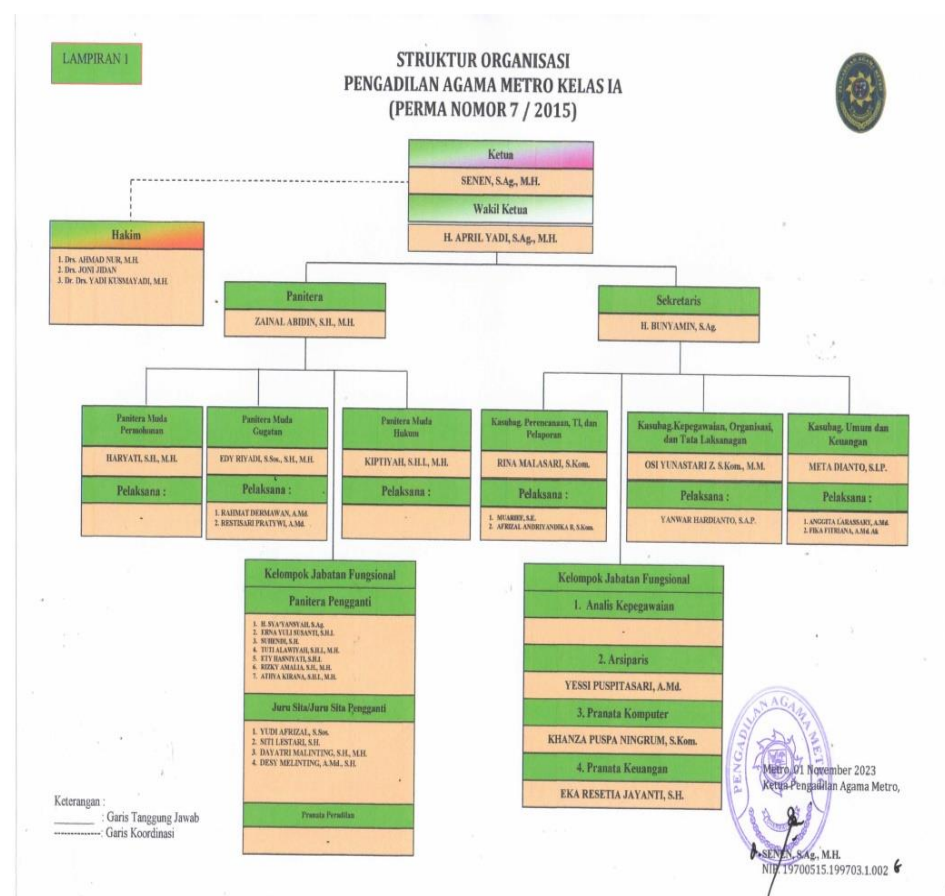 LAMPIRAN 1
STRUKTUR ORGANISASI
PENGADILAN AGAMA METRO KELAS IA
(PERMA NOMOR 7 / 2015)
Ketua
SENEN, S.Ag., M.H.
Wakil Ketua
H. APRIL YADI, S.Ag., M.H.
Hakim
1. Drs. AHMAD NUR, M.H.
2. Drs. JONI JIDAN
3. Dr. Drs. YADI KUSMAYADI, M.H.
Panitera
ZAINAL ABIDIN, S.H., M.H.
Sekretaris
H. BUNYAMIN, S.Ag.
Panitera Muda
Permohonan
HARYATI, S.H., M.H.
Pelaksana :
-
Panitera Muda
Gugatan
EDY RIYADI, S.Sos., S.H., M.H.
Pelaksana :
1. RAHMAT DERMAWAN, A.Md.
2. RESTISARI PRATYWI, A.Md.
Panitera Muda
Hukum
KIPTIYAH, S.H.I., M.H.
Pelaksana :
-
Kasubag. Perencanaan, TI, dan
Pelaporan
RINA MALASARI, S.Kom.
Pelaksana :
1. MUARIEF, S.E.
2. AFRIZAL ANDRIYANDIKA R, S.Kom.
Kasubag.Kepegawaian, Organisasi,
dan Tata Laksanagan
OSI YUNASTARI Z. S.Kom., M.M.
Pelaksana :
YANWAR HARDIANTO, S.A.P.
Kasubag. Umum dan
Keuangan
META DIANTO, S.I.P.
Pelaksana :
1. ANGGITA LARASSATY, A.Md.
2. FIKA FITRIANA, A.Md.Ak
Kelompok Jabatan Fungsional
Panitera Pengganti
1. H. SYA'YANSYAH, S.Ag.
2. ERNA YULI SUSANTI, S.H.I.
3. SUHENDI, S.H.
4. TUTI ALAWIYAH, S.H.I., M.H.
5. ETY HASNIYATI, S.H.I.
6. RIZKY AMALIA, S.H., M.H.
7. ATHYA KIRANA, S.H.I., M.H.
Juru Sita/Juru Sita Pengganti
1. YUDI AFRIZAL, S.Sos.
2. SITI LESTARI, S.H.
3. DAYATRI MALINTING, S.H., M.H.
4. DESY MELINTING, A.Md., S.H.
Pranata Peradilan
-
Kelompok Jabatan Fungsional
1. Analis Kepegawaian
-
2. Arsiparis
YESSI PUSPITASARI, A.Md.
3. Pranata Komputer
KHANZA PUSPA NINGRUM, S.Kom.
4. Pranata Keuangan
EKA RESETIA JAYANTI, S.H.
Keterangan :
: Garis Tanggung Jawab
: Garis Koordinasi
PENGADILAN AGAMA METRO
Metro, 01 November 2023
Ketua Pengadilan Agama Metro,
SENEN, S.Ag., M.H.
NIP. 19700515.199703.1.002